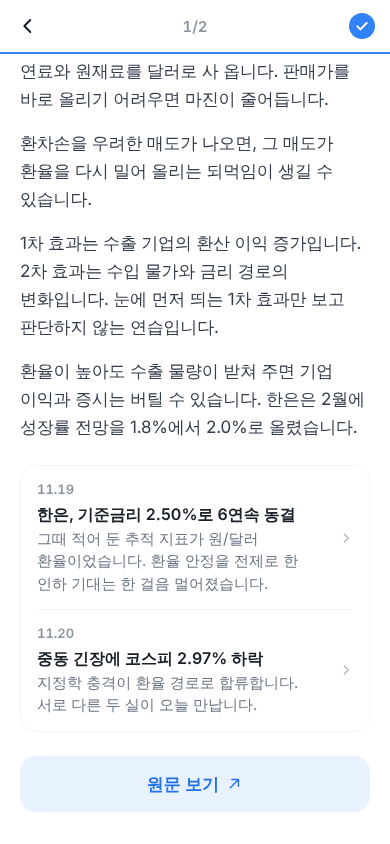 1/2
연료와 원재료를 달러로 사 옵니다. 판매가를
바로 올리기 어려우면 마진이 줄어듭니다.
환차손을 우려한 매도가 나오면, 그 매도가
환율을 다시 밀어 올리는 되먹임이 생길 수
있습니다.
1차 효과는 수출 기업의 환산 이익 증가입니다.
2차 효과는 수입 물가와 금리 경로의
변화입니다. 눈에 먼저 띄는 1차 효과만 보고
판단하지 않는 연습입니다.
환율이 높아도 수출 물량이 받쳐 주면 기업
이익과 증시는 버틸 수 있습니다. 한은은 2월에
성장률 전망을 1.8%에서 2.0%로 올렸습니다.
11.19
한은, 기준금리 2.50%로 6연속 동결
그때 적어 둔 추적 지표가 원/달러
환율이었습니다. 환율 안정을 전제로 한
인하 기대는 한 걸음 멀어졌습니다.
11.20
중동 긴장에 코스피 2.97% 하락
지정학 충격이 환율 경로로 합류합니다.
서로 다른 두 실이 오늘 만납니다.
원문 보기